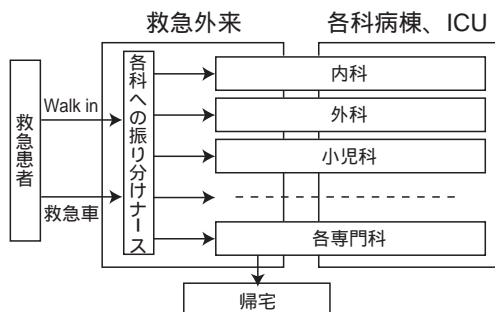 救急外来
各科病棟、ICU
救急患者
Walk in
救急車
各科への振り分けナース
内科
外科
小児科
各専門科
帰宅